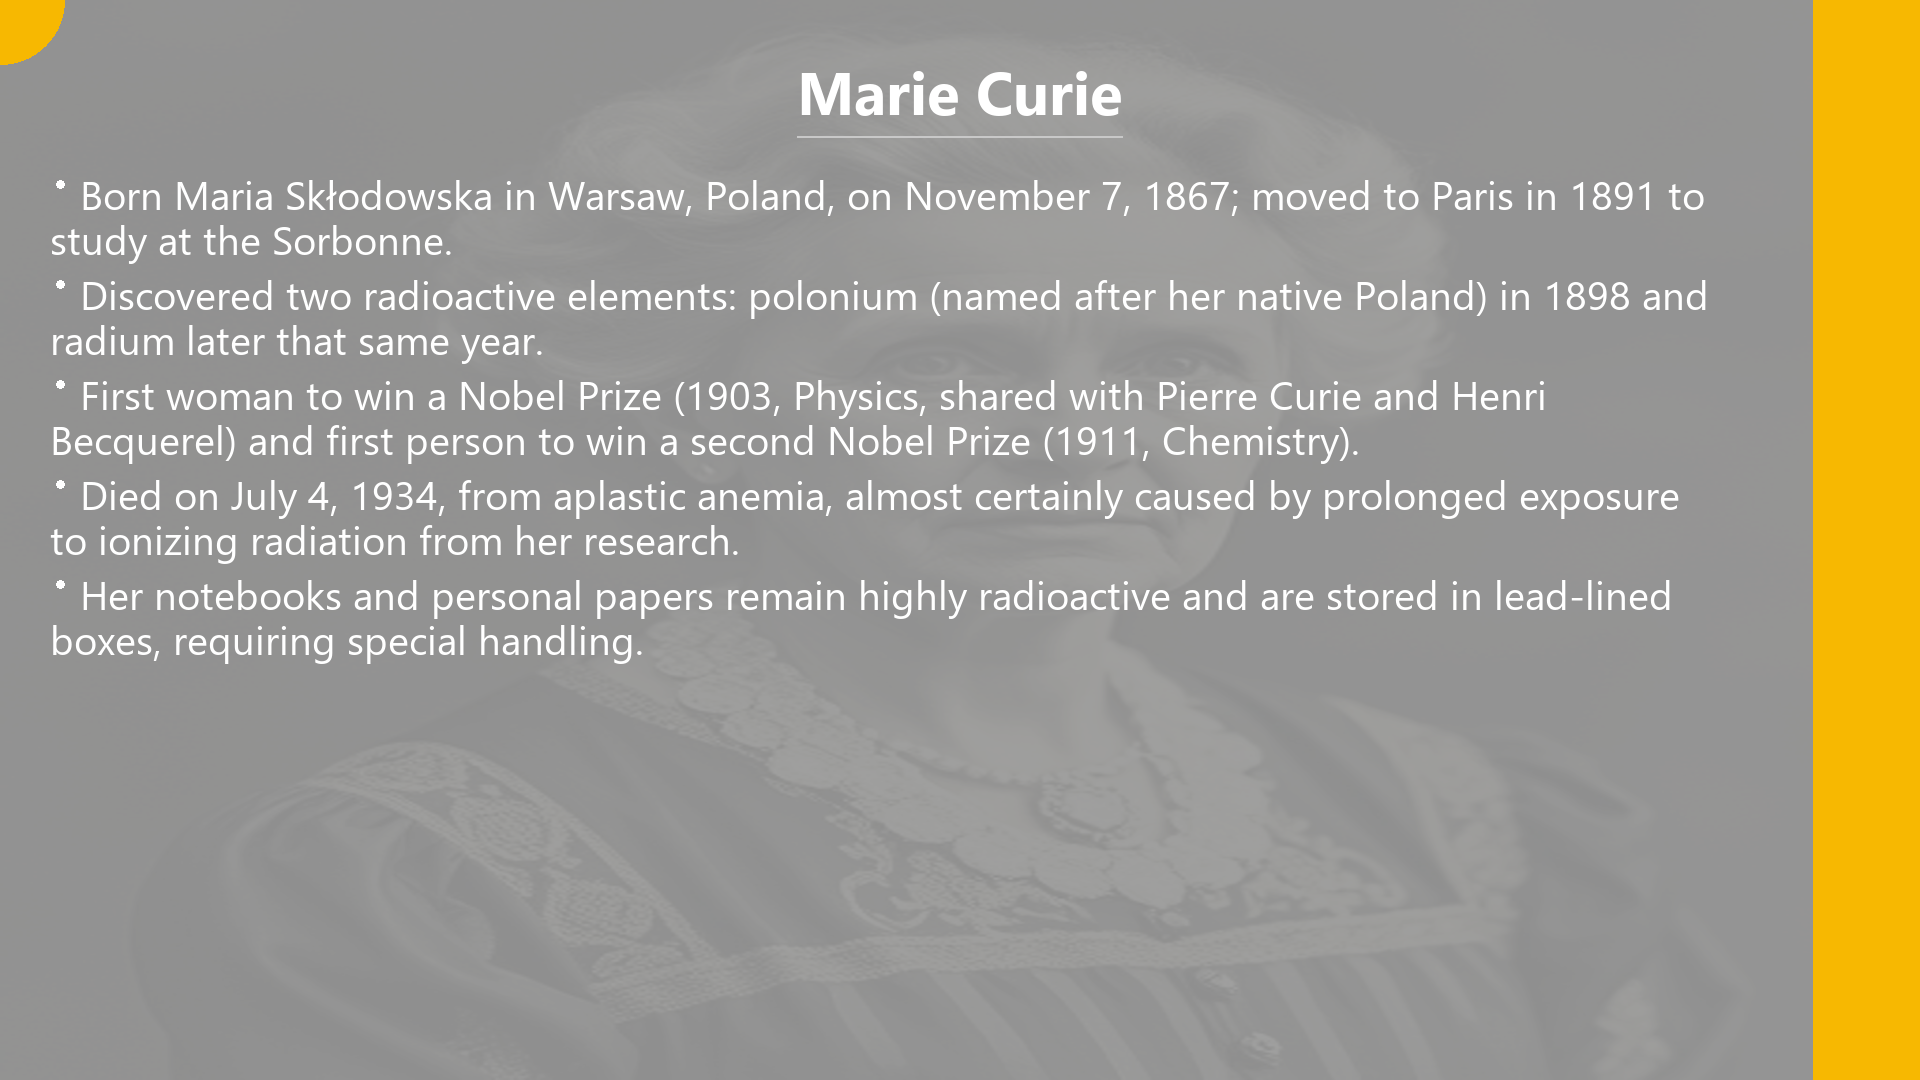 Marie Curie
• Born Maria Skłodowska in Warsaw, Poland, on November 7, 1867; moved to Paris in 1891 to
study at the Sorbonne.
• Discovered two radioactive elements: polonium (named after her native Poland) in 1898 and
radium later that same year.
• First woman to win a Nobel Prize (1903, Physics, shared with Pierre Curie and Henri
Becquerel) and first person to win a second Nobel Prize (1911, Chemistry).
• Died on July 4, 1934, from aplastic anemia, almost certainly caused by prolonged exposure
to ionizing radiation from her research.
• Her notebooks and personal papers remain highly radioactive and are stored in lead-lined
boxes, requiring special handling.